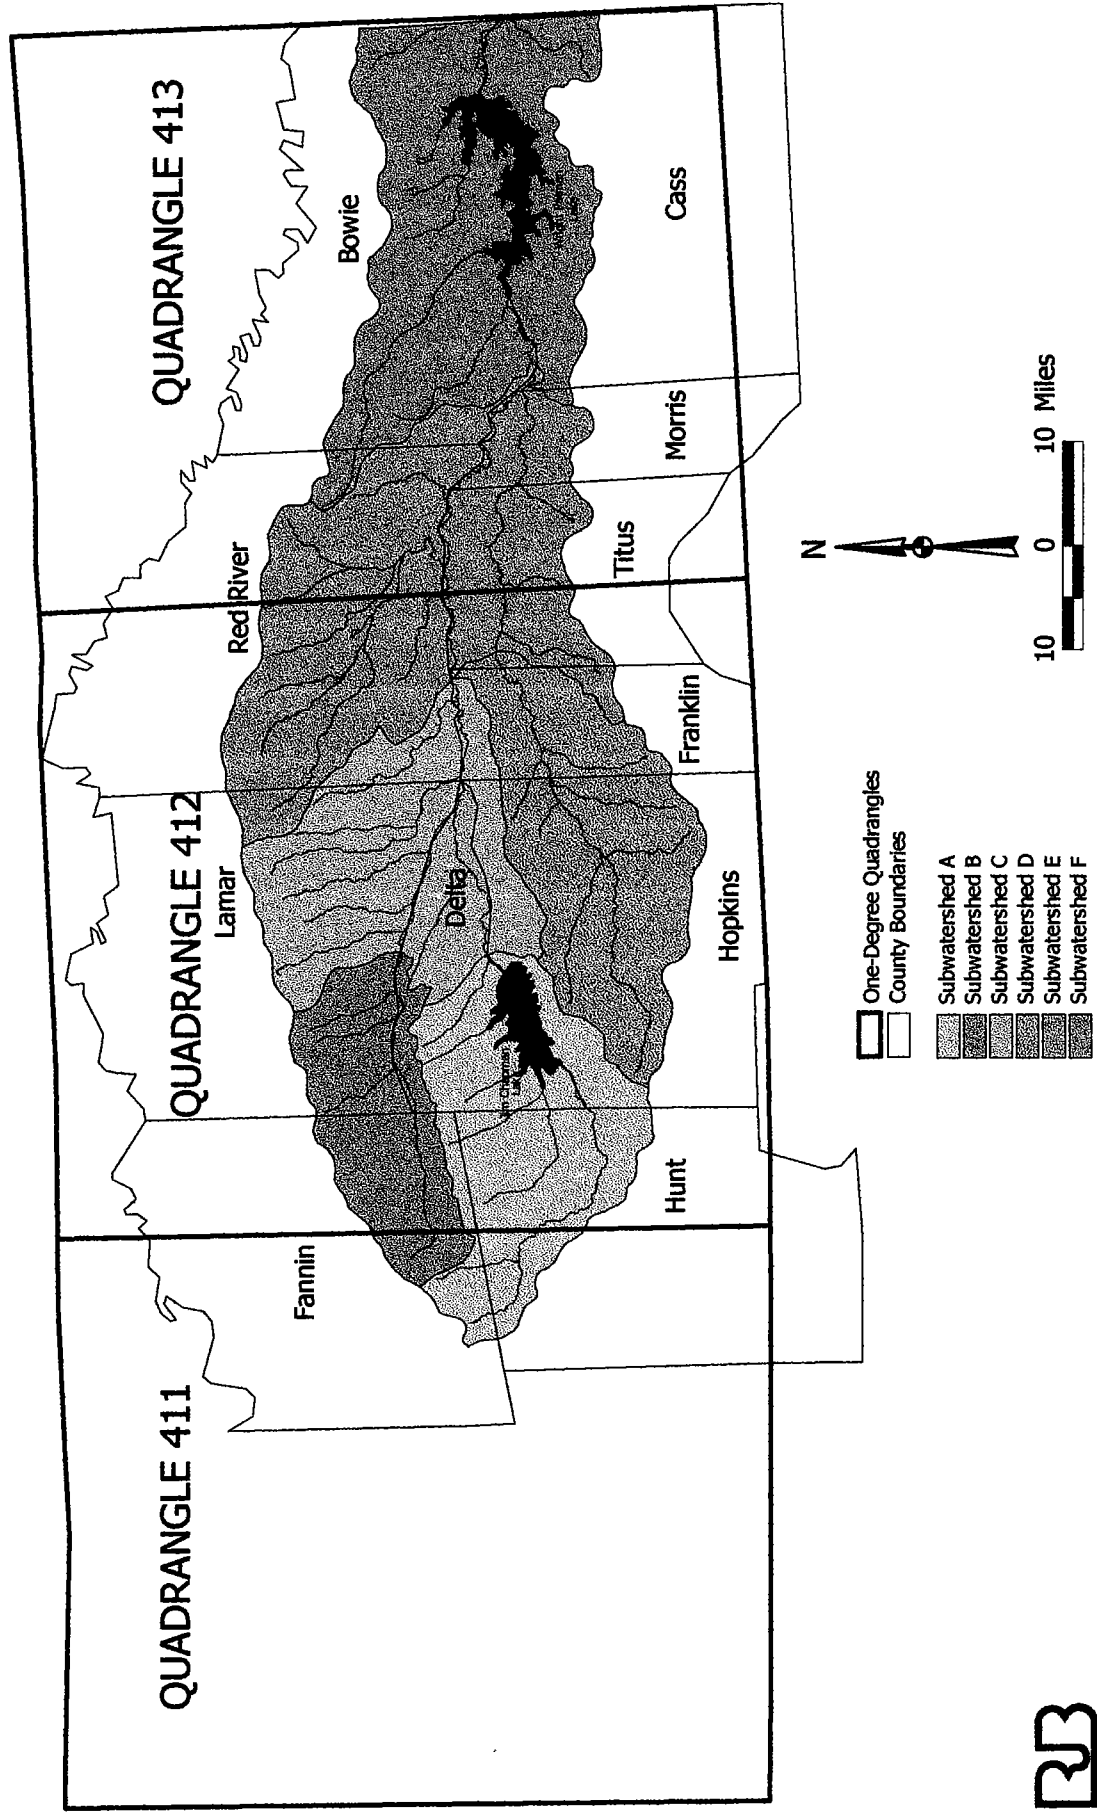 QUADRANGLE 411
QUADRANGLE 412
QUADRANGLE 413
Fannin
Lamar
Red River
Bowie
Delta
Hunt
Hopkins
Franklin
Titus
Morris
Cass
One-Degree Quadrangles
County Boundaries
Subwatershed A
Subwatershed B
Subwatershed C
Subwatershed D
Subwatershed E
Subwatershed F
N
10 0 10 Miles